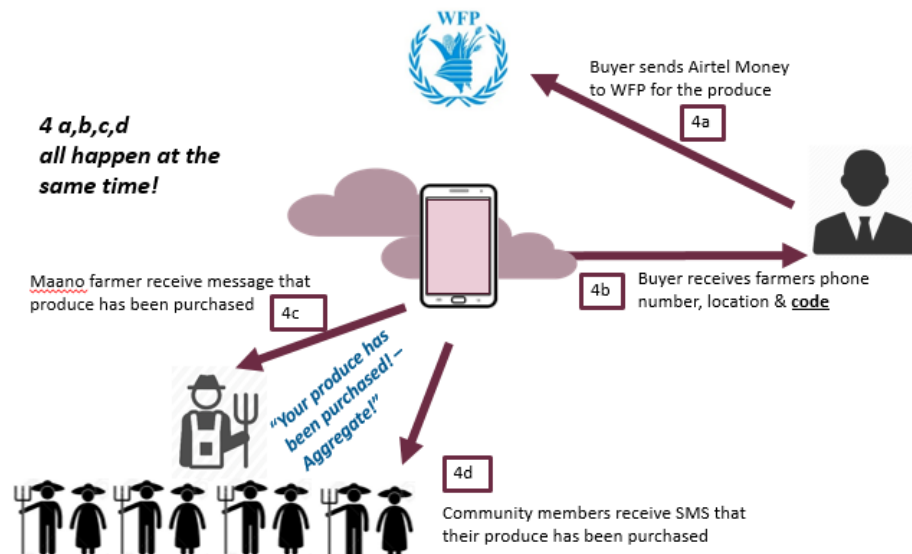 WFP
Buyer sends Airtel Money
to WFP for the produce
4a
4 a,b,c,d
all happen at the
same time!
4b
Buyer receives farmers phone
number, location & code
Maano farmer receive message that
produce has been purchased
4c
“Your produce has
been purchased! –
Aggregate!”
4d
Community members receive SMS that
their produce has been purchased